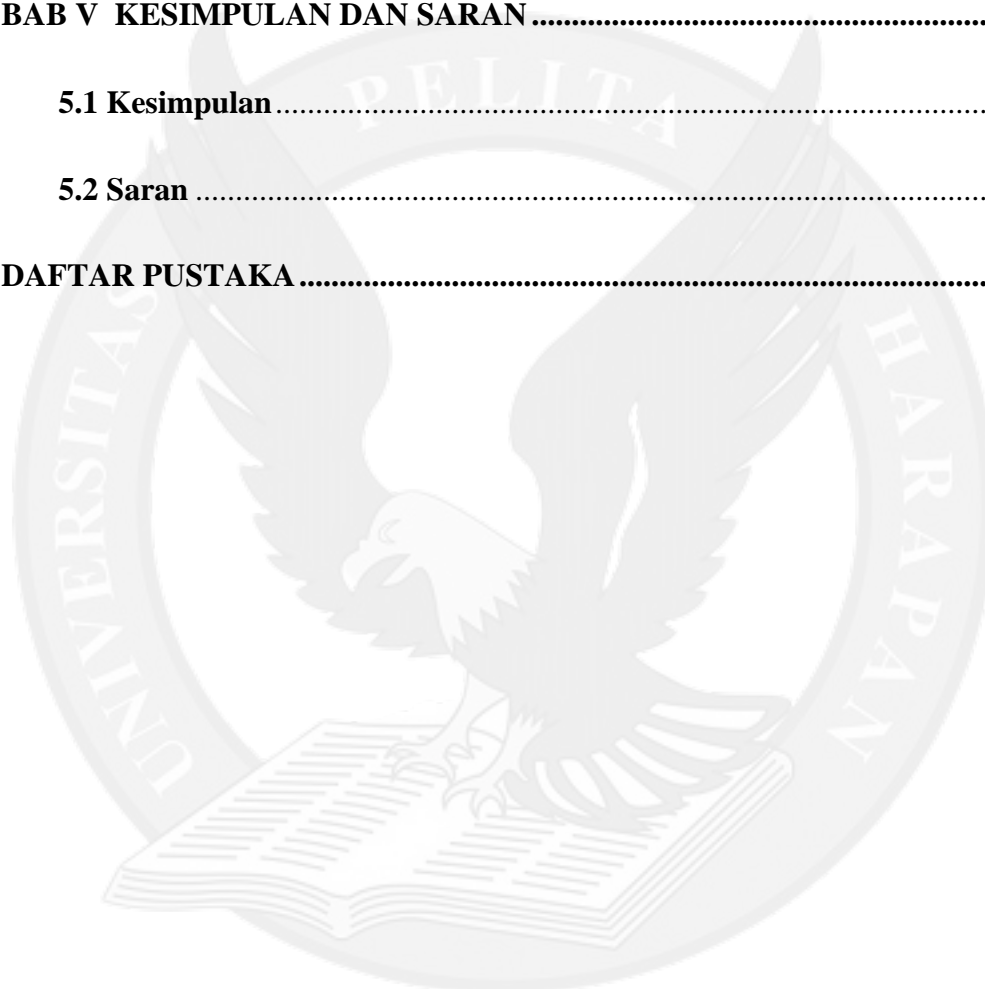 BAB V KESIMPULAN DAN SARAN ..........................................................
5.1 Kesimpulan ..........................................................................................
5.2 Saran ....................................................................................................
DAFTAR PUSTAKA .......................................................................................
UNIVERSITAS PELITA HARAPAN